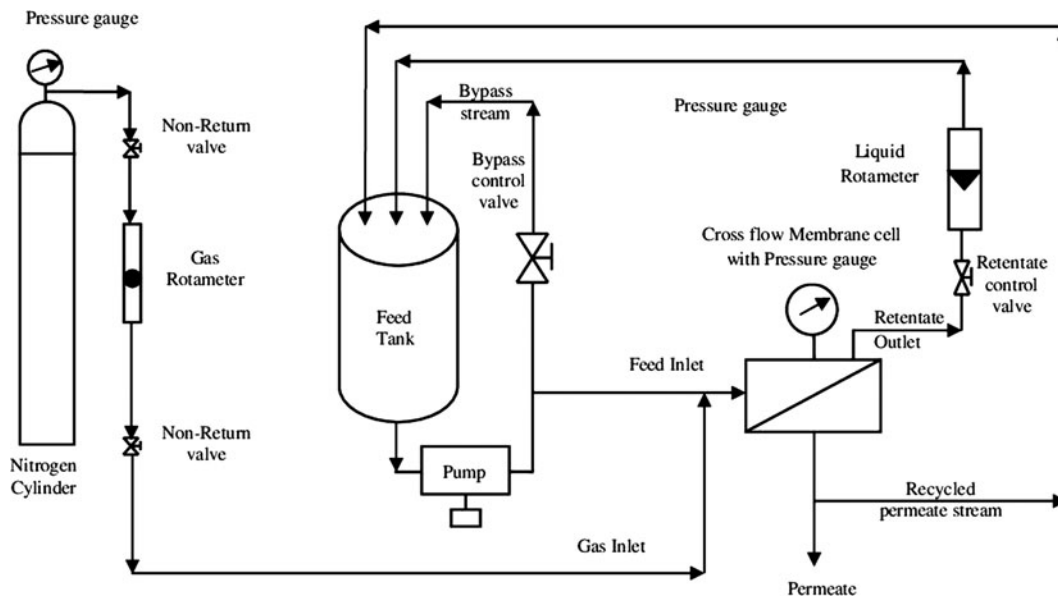 Pressure gauge
Non-Return
valve
Gas
Rotameter
Non-Return
valve
Nitrogen
Cylinder
Bypass
stream
Bypass
control
valve
Feed
Tank
Pump
Gas Inlet
Feed Inlet
Pressure gauge
Liquid
Rotameter
Cross flow Membrane cell
with Pressure gauge
Retentate
control
valve
Retentate
Outlet
Recycled
permeate stream
Permeate